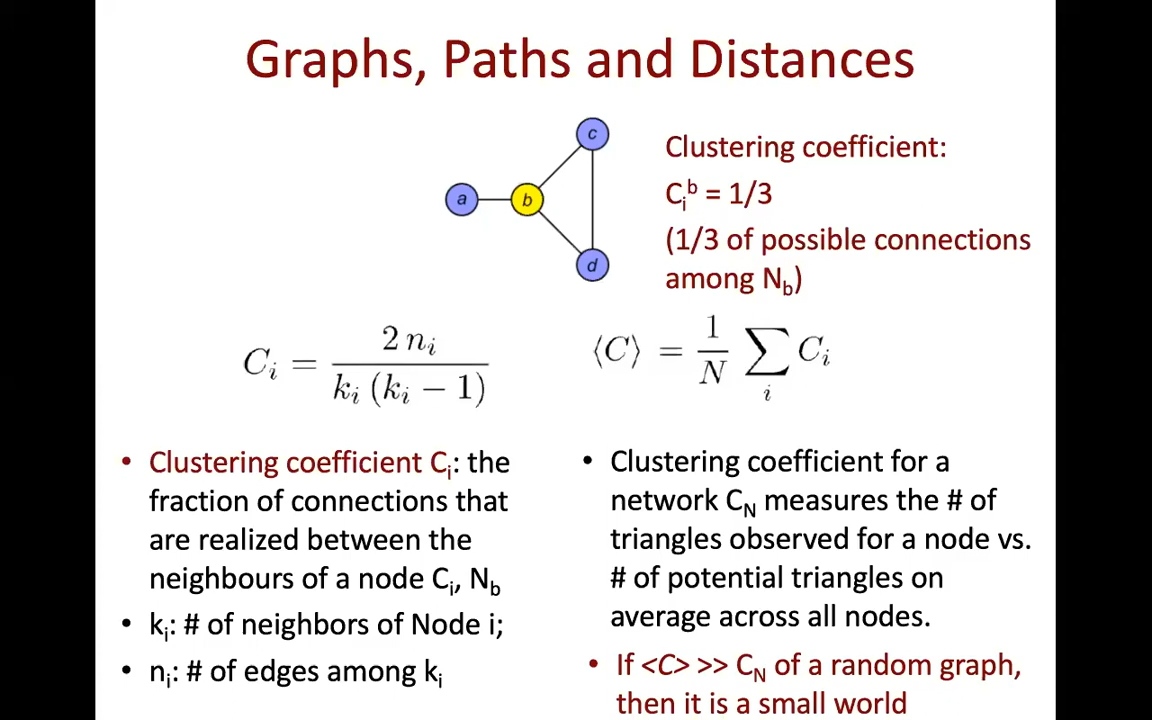 Graphs, Paths and Distances
c
a
b
d
Clustering coefficient:
Cᵢᵇ = 1/3
(1/3 of possible connections
among N_b)
Cᵢ = 2 nᵢ / kᵢ (kᵢ − 1)
⟨C⟩ = 1/N ∑ᵢ Cᵢ
• Clustering coefficient Cᵢ: the
fraction of connections that
are realized between the
neighbours of a node Cᵢ, N_b
• kᵢ: # of neighbors of Node i;
• nᵢ: # of edges among kᵢ
• Clustering coefficient for a
network C_N measures the # of
triangles observed for a node vs.
# of potential triangles on
average across all nodes.
• If <C> >> C_N of a random graph,
then it is a small world